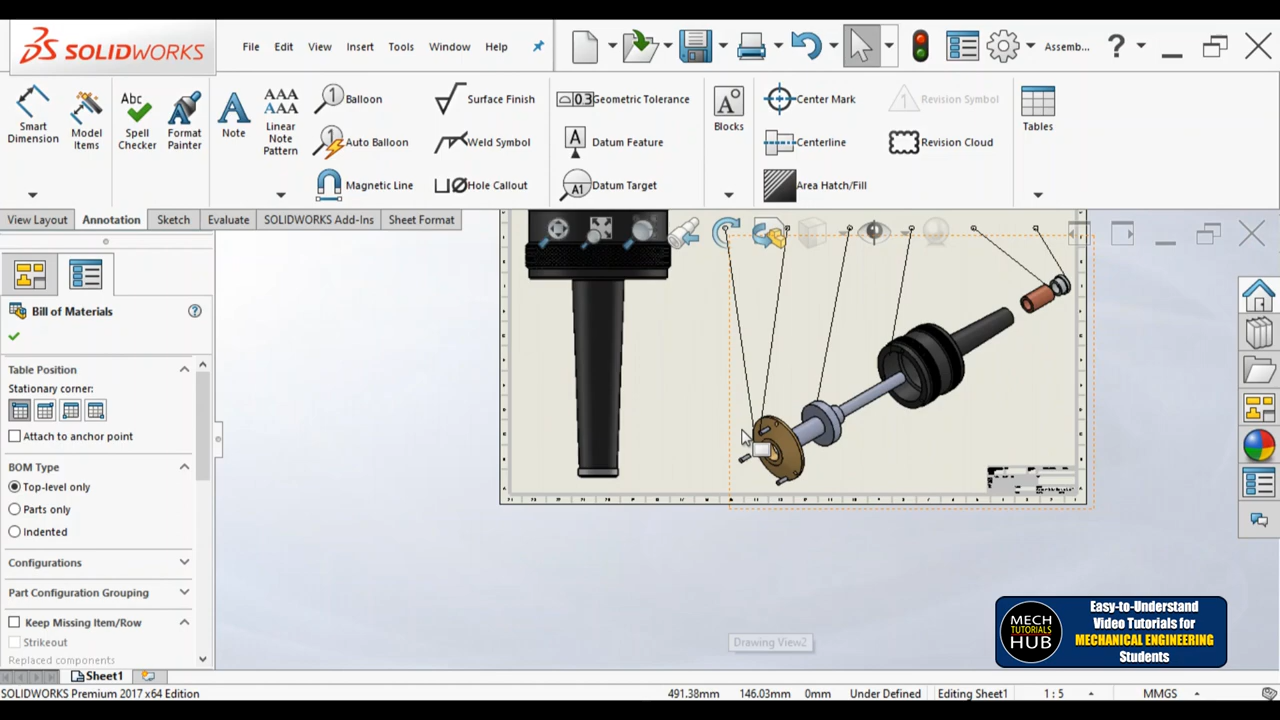 SOLIDWORKS
File Edit View Insert Tools Window Help
Assemb...
Smart
Dimension
Model
Items
Abc
Spell
Checker
Format
Painter
Note
Linear
Note
Pattern
Balloon
Auto Balloon
Magnetic Line
Surface Finish
Weld Symbol
Hole Callout
Geometric Tolerance
Datum Feature
Datum Target
Blocks
Center Mark
Centerline
Area Hatch/Fill
Revision Symbol
Revision Cloud
Tables
View Layout Annotation Sketch Evaluate SOLIDWORKS Add-Ins Sheet Format
Bill of Materials
Table Position
Stationary corner:
Attach to anchor point
BOM Type
Top-level only
Parts only
Indented
Configurations
Part Configuration Grouping
Keep Missing Item/Row
Strikeout
Replaced components
Drawing View2
MECH
TUTORIALS
HUB
Easy-to-Understand
Video Tutorials for
MECHANICAL ENGINEERING
Students
Sheet1
SOLIDWORKS Premium 2017 x64 Edition 491.38mm 146.03mm 0mm Under Defined Editing Sheet1 1 : 5 MMGS